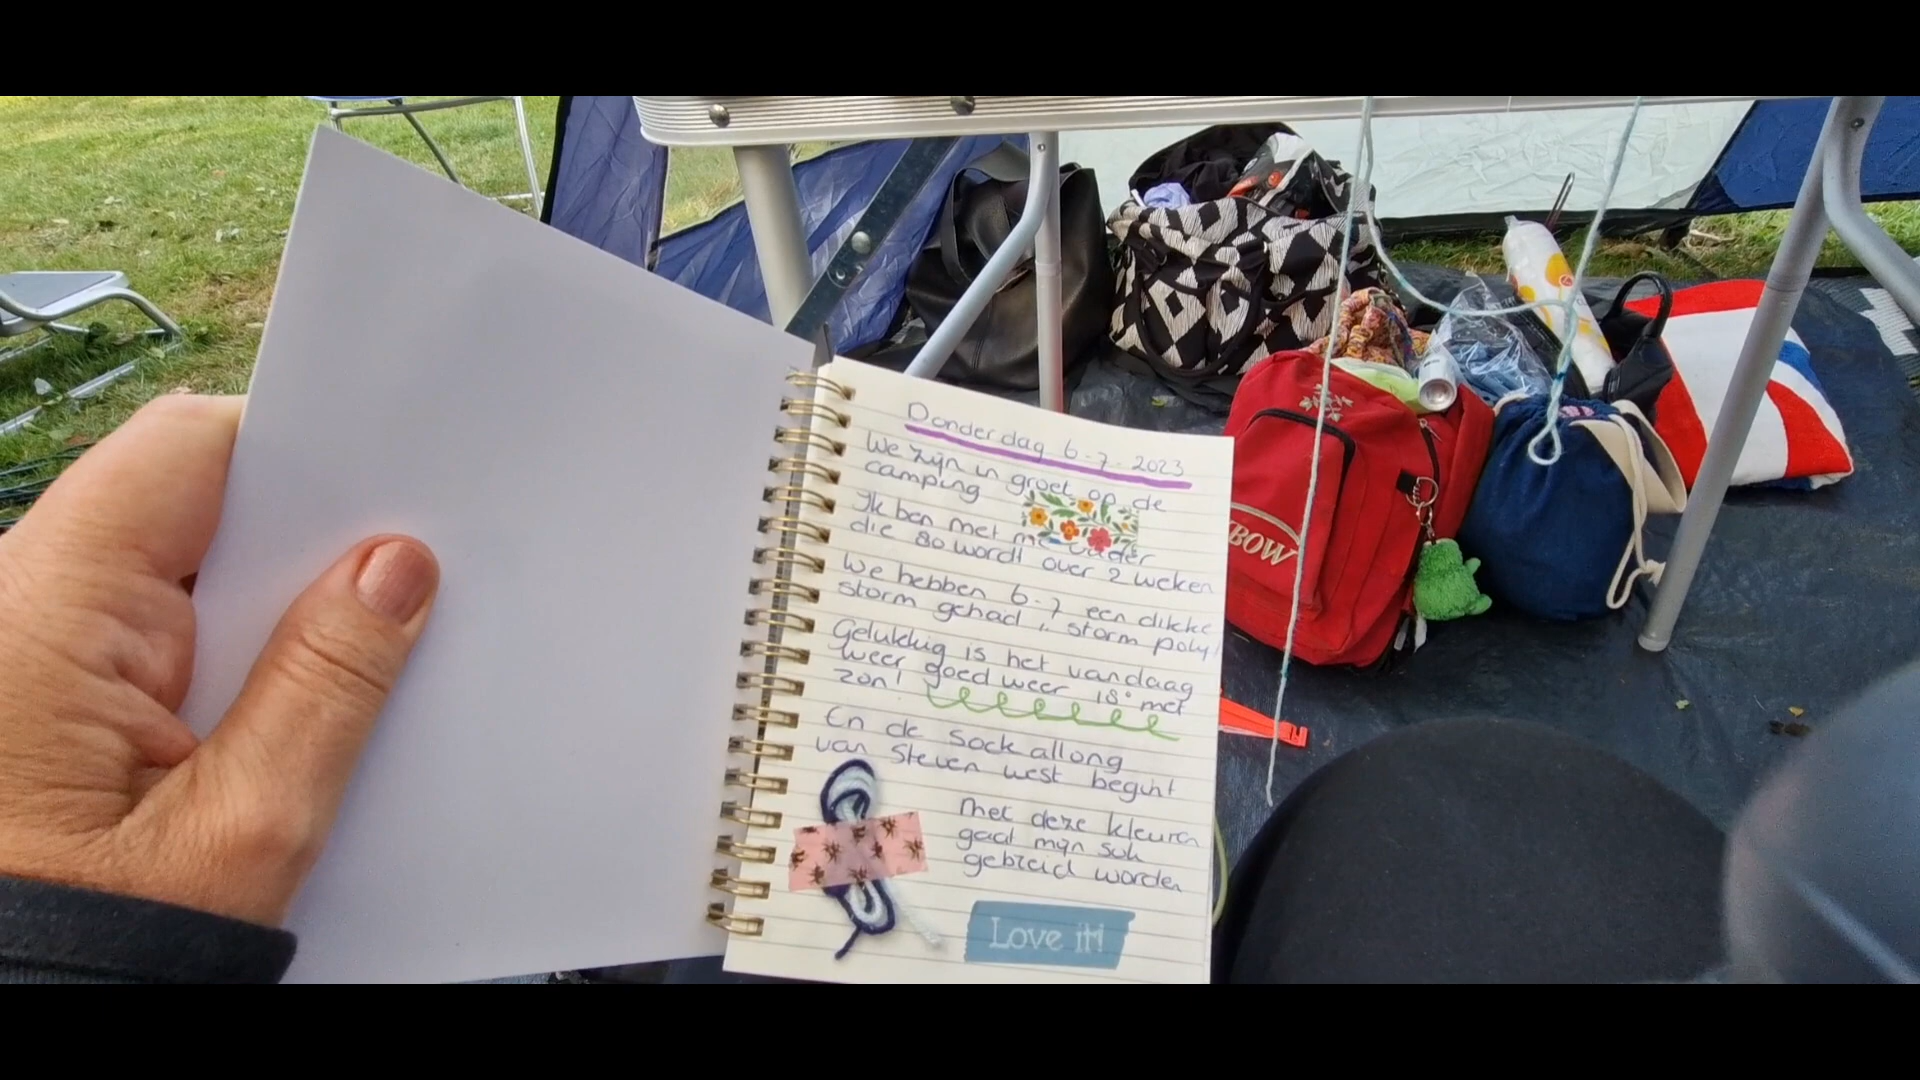 Donderdag 6-7-2023
We zijn in groet op de
camping
Ik ben met me vader
die 80 wordt over 2 weken
We hebben 6-7 een dikke
storm gehad „ storm poly!
Gelukkig is het vandaag
weer goed weer 18° met
zon!
En de sock allong
van Steven west begint
met deze kleuren
gaat mijn sok
gebreid worden
Love it!
BOW